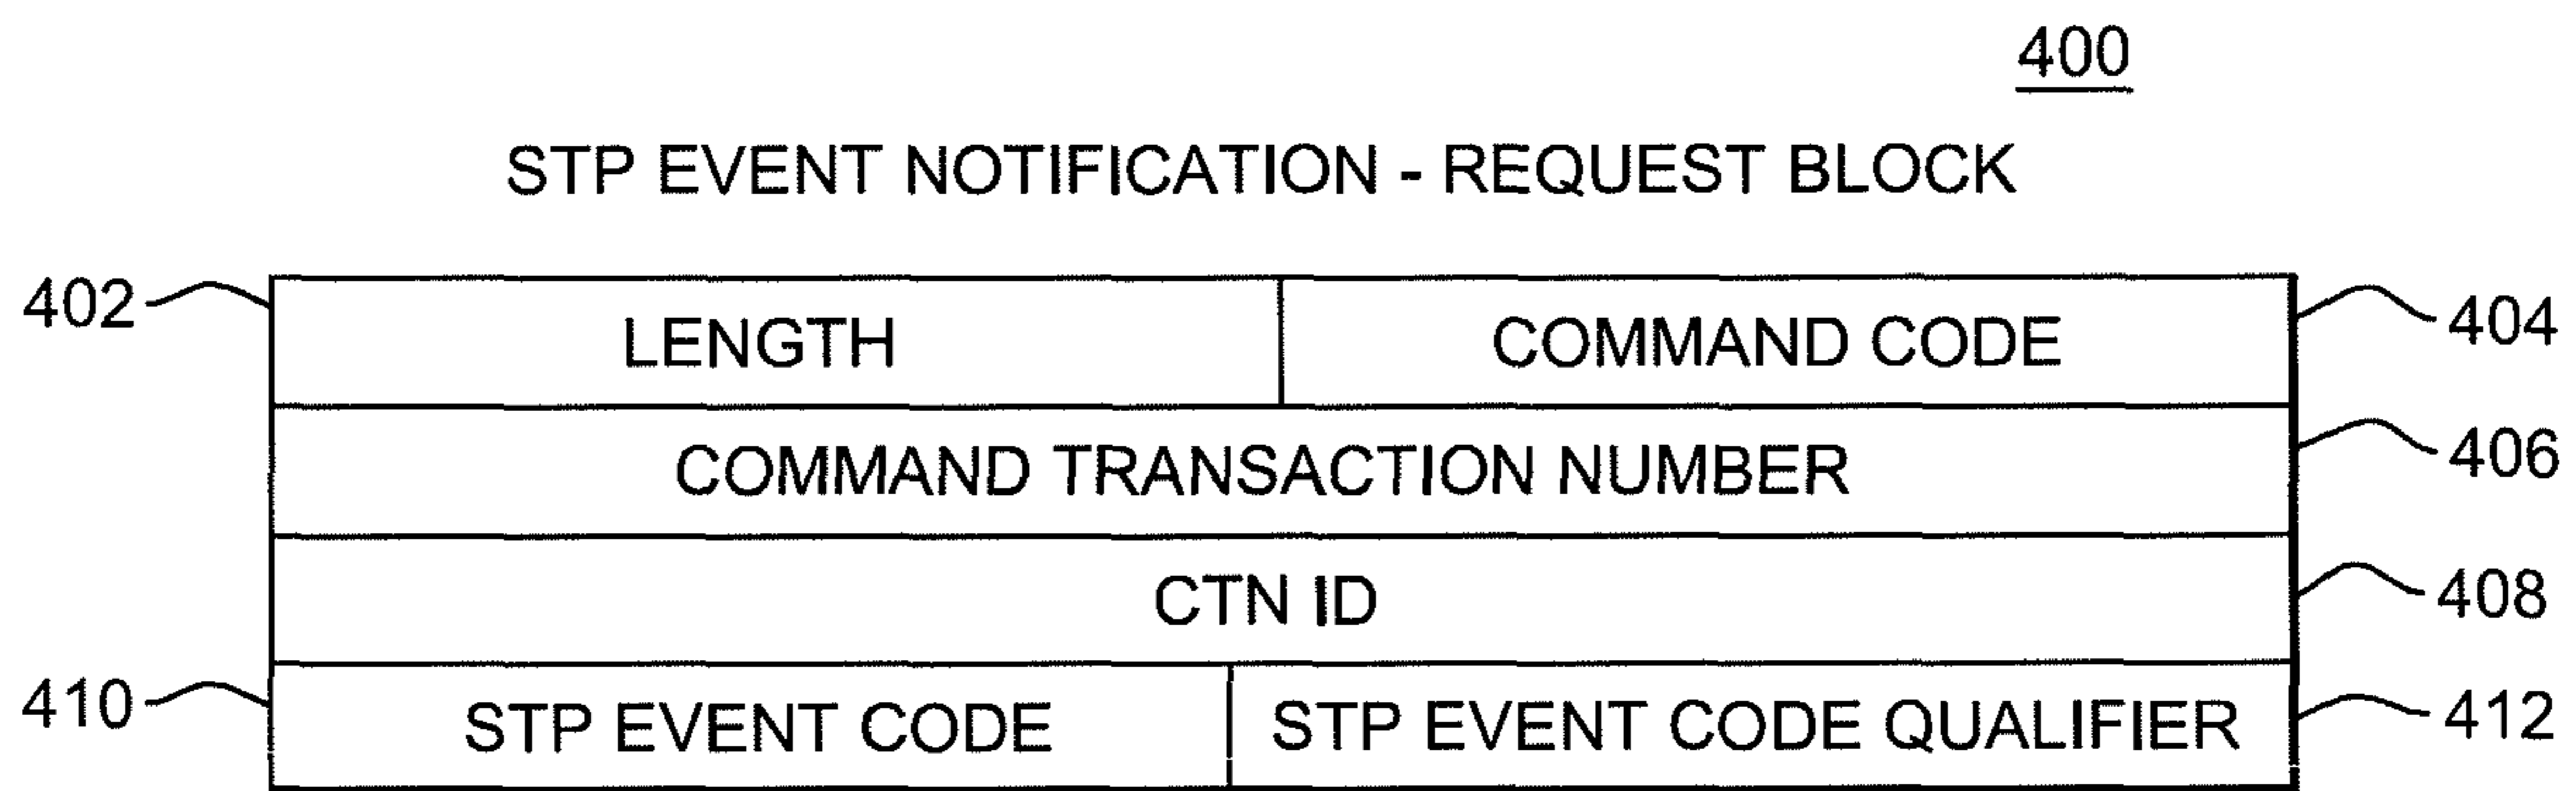 400
STP EVENT NOTIFICATION - REQUEST BLOCK
402 LENGTH COMMAND CODE 404
COMMAND TRANSACTION NUMBER 406
CTN ID 408
410 STP EVENT CODE STP EVENT CODE QUALIFIER 412